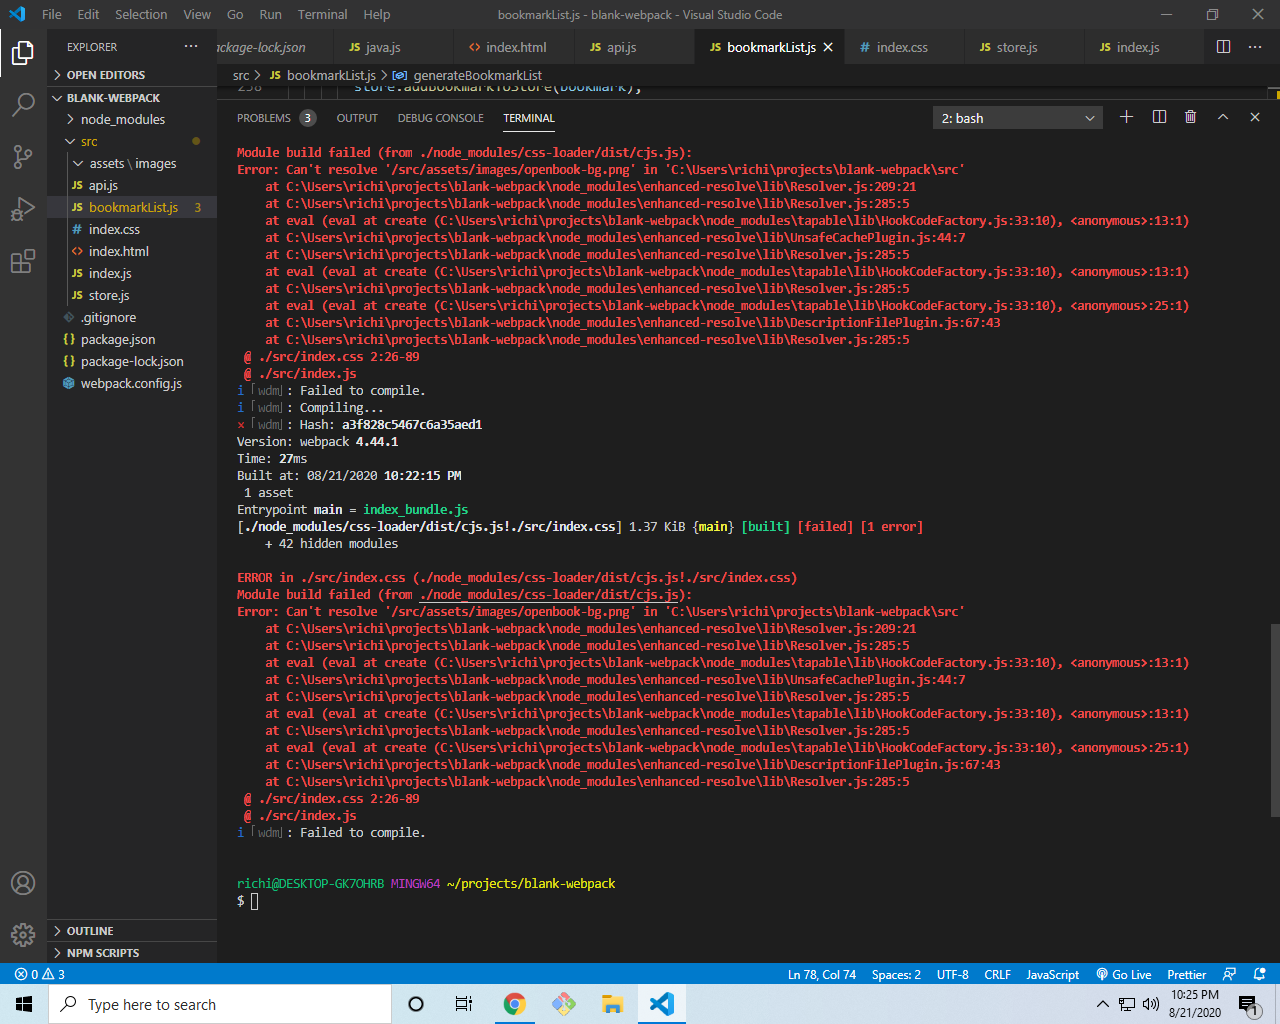 File Edit Selection View Go Run Terminal Help
bookmarkList.js - blank-webpack - Visual Studio Code
EXPLORER ...
ackage-lock.json JS java.js <> index.html JS api.js JS bookmarkList.js × # index.css JS store.js JS index.js ...
OPEN EDITORS
src > JS bookmarkList.js > generateBookmarkList
BLANK-WEBPACK
node_modules
src
assets \ images
JS api.js
JS bookmarkList.js 3
# index.css
<> index.html
JS index.js
JS store.js
.gitignore
{} package.json
{} package-lock.json
webpack.config.js
OUTLINE
NPM SCRIPTS
258 store.addBookmarkToStore(bookmark);
PROBLEMS 3 OUTPUT DEBUG CONSOLE TERMINAL 2: bash
Module build failed (from ./node_modules/css-loader/dist/cjs.js):
Error: Can't resolve '/src/assets/images/openbook-bg.png' in 'C:\Users\richi\projects\blank-webpack\src'
at C:\Users\richi\projects\blank-webpack\node_modules\enhanced-resolve\lib\Resolver.js:209:21
at C:\Users\richi\projects\blank-webpack\node_modules\enhanced-resolve\lib\Resolver.js:285:5
at eval (eval at create (C:\Users\richi\projects\blank-webpack\node_modules\tapable\lib\HookCodeFactory.js:33:10), <anonymous>:13:1)
at C:\Users\richi\projects\blank-webpack\node_modules\enhanced-resolve\lib\UnsafeCachePlugin.js:44:7
at C:\Users\richi\projects\blank-webpack\node_modules\enhanced-resolve\lib\Resolver.js:285:5
at eval (eval at create (C:\Users\richi\projects\blank-webpack\node_modules\tapable\lib\HookCodeFactory.js:33:10), <anonymous>:13:1)
at C:\Users\richi\projects\blank-webpack\node_modules\enhanced-resolve\lib\Resolver.js:285:5
at eval (eval at create (C:\Users\richi\projects\blank-webpack\node_modules\tapable\lib\HookCodeFactory.js:33:10), <anonymous>:25:1)
at C:\Users\richi\projects\blank-webpack\node_modules\enhanced-resolve\lib\DescriptionFilePlugin.js:67:43
at C:\Users\richi\projects\blank-webpack\node_modules\enhanced-resolve\lib\Resolver.js:285:5
@ ./src/index.css 2:26-89
@ ./src/index.js
i ｢wdm｣: Failed to compile.
i ｢wdm｣: Compiling...
× ｢wdm｣: Hash: a3f828c5467c6a35aed1
Version: webpack 4.44.1
Time: 27ms
Built at: 08/21/2020 10:22:15 PM
1 asset
Entrypoint main = index_bundle.js
[./node_modules/css-loader/dist/cjs.js!./src/index.css] 1.37 KiB {main} [built] [failed] [1 error]
+ 42 hidden modules
ERROR in ./src/index.css (./node_modules/css-loader/dist/cjs.js!./src/index.css)
Module build failed (from ./node_modules/css-loader/dist/cjs.js):
Error: Can't resolve '/src/assets/images/openbook-bg.png' in 'C:\Users\richi\projects\blank-webpack\src'
at C:\Users\richi\projects\blank-webpack\node_modules\enhanced-resolve\lib\Resolver.js:209:21
at C:\Users\richi\projects\blank-webpack\node_modules\enhanced-resolve\lib\Resolver.js:285:5
at eval (eval at create (C:\Users\richi\projects\blank-webpack\node_modules\tapable\lib\HookCodeFactory.js:33:10), <anonymous>:13:1)
at C:\Users\richi\projects\blank-webpack\node_modules\enhanced-resolve\lib\UnsafeCachePlugin.js:44:7
at C:\Users\richi\projects\blank-webpack\node_modules\enhanced-resolve\lib\Resolver.js:285:5
at eval (eval at create (C:\Users\richi\projects\blank-webpack\node_modules\tapable\lib\HookCodeFactory.js:33:10), <anonymous>:13:1)
at C:\Users\richi\projects\blank-webpack\node_modules\enhanced-resolve\lib\Resolver.js:285:5
at eval (eval at create (C:\Users\richi\projects\blank-webpack\node_modules\tapable\lib\HookCodeFactory.js:33:10), <anonymous>:25:1)
at C:\Users\richi\projects\blank-webpack\node_modules\enhanced-resolve\lib\DescriptionFilePlugin.js:67:43
at C:\Users\richi\projects\blank-webpack\node_modules\enhanced-resolve\lib\Resolver.js:285:5
@ ./src/index.css 2:26-89
@ ./src/index.js
i ｢wdm｣: Failed to compile.
richi@DESKTOP-GK7OHRB MINGW64 ~/projects/blank-webpack
$
0 3 Ln 78, Col 74 Spaces: 2 UTF-8 CRLF JavaScript Go Live Prettier
Type here to search
10:25 PM
8/21/2020
1